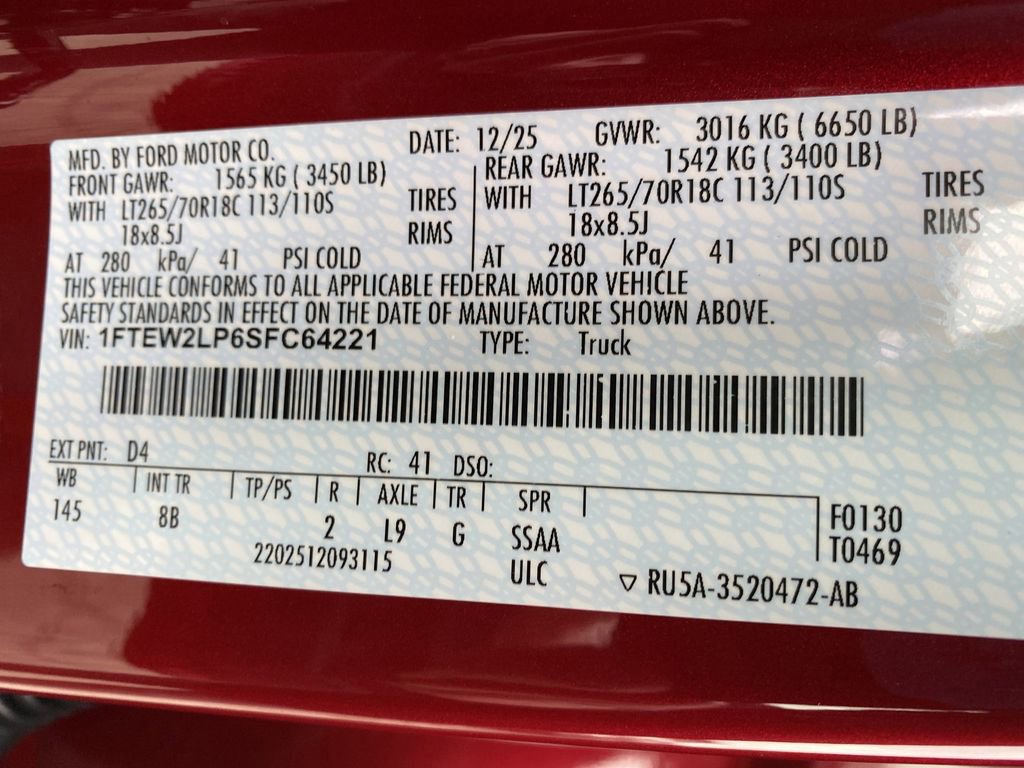 MFD. BY FORD MOTOR CO. DATE: 12/25 GVWR: 3016 KG ( 6650 LB)
FRONT GAWR: 1565 KG ( 3450 LB) REAR GAWR: 1542 KG ( 3400 LB)
WITH LT265/70R18C 113/110S TIRES WITH LT265/70R18C 113/110S TIRES
18x8.5J RIMS 18x8.5J RIMS
AT 280 kPa/ 41 PSI COLD AT 280 kPa/ 41 PSI COLD
THIS VEHICLE CONFORMS TO ALL APPLICABLE FEDERAL MOTOR VEHICLE
SAFETY STANDARDS IN EFFECT ON THE DATE OF MANUFACTURE SHOWN ABOVE.
VIN: 1FTEW2LP6SFC64221 TYPE: Truck
EXT PNT: D4 RC: 41 DSO:
WB INT TR TP/PS R AXLE TR SPR
145 8B 2 L9 G SSAA F0130
2202512093115 ULC T0469
▽ RU5A-3520472-AB